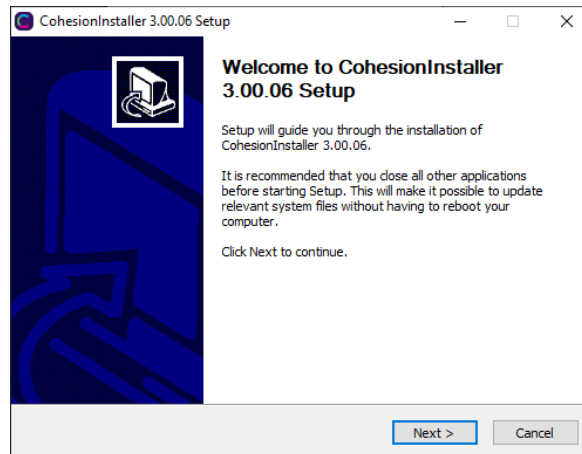 CohesionInstaller 3.00.06 Setup
Welcome to CohesionInstaller
3.00.06 Setup
Setup will guide you through the installation of
CohesionInstaller 3.00.06.
It is recommended that you close all other applications
before starting Setup. This will make it possible to update
relevant system files without having to reboot your
computer.
Click Next to continue.
Next >
Cancel